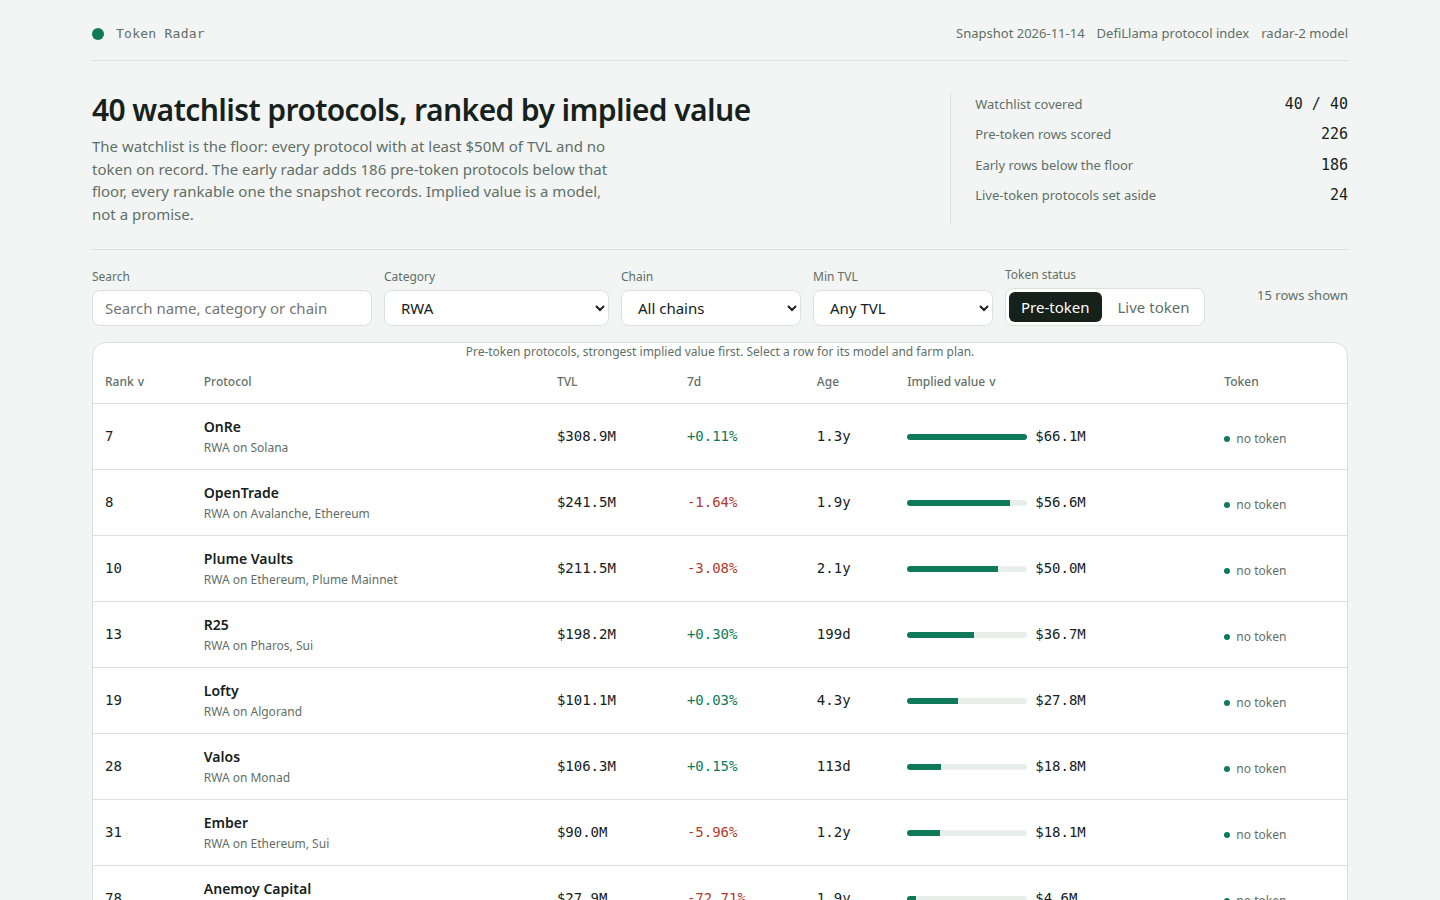 Token Radar
Snapshot 2026-11-14 DefiLlama protocol index radar-2 model
40 watchlist protocols, ranked by implied value
The watchlist is the floor: every protocol with at least $50M of TVL and no
token on record. The early radar adds 186 pre-token protocols below that
floor, every rankable one the snapshot records. Implied value is a model,
not a promise.
Watchlist covered 40 / 40
Pre-token rows scored 226
Early rows below the floor 186
Live-token protocols set aside 24
Search Category Chain Min TVL Token status
Search name, category or chain RWA All chains Any TVL Pre-token Live token 15 rows shown
Pre-token protocols, strongest implied value first. Select a row for its model and farm plan.
Rank v Protocol TVL 7d Age Implied value v Token
7 OnRe $308.9M +0.11% 1.3y $66.1M no token
RWA on Solana
8 OpenTrade $241.5M -1.64% 1.9y $56.6M no token
RWA on Avalanche, Ethereum
10 Plume Vaults $211.5M -3.08% 2.1y $50.0M no token
RWA on Ethereum, Plume Mainnet
13 R25 $198.2M +0.30% 199d $36.7M no token
RWA on Pharos, Sui
19 Lofty $101.1M +0.03% 4.3y $27.8M no token
RWA on Algorand
28 Valos $106.3M +0.15% 113d $18.8M no token
RWA on Monad
31 Ember $90.0M -5.96% 1.2y $18.1M no token
RWA on Ethereum, Sui
78 Anemoy Capital $27.9M -72.71% 1.9y $4.6M no token